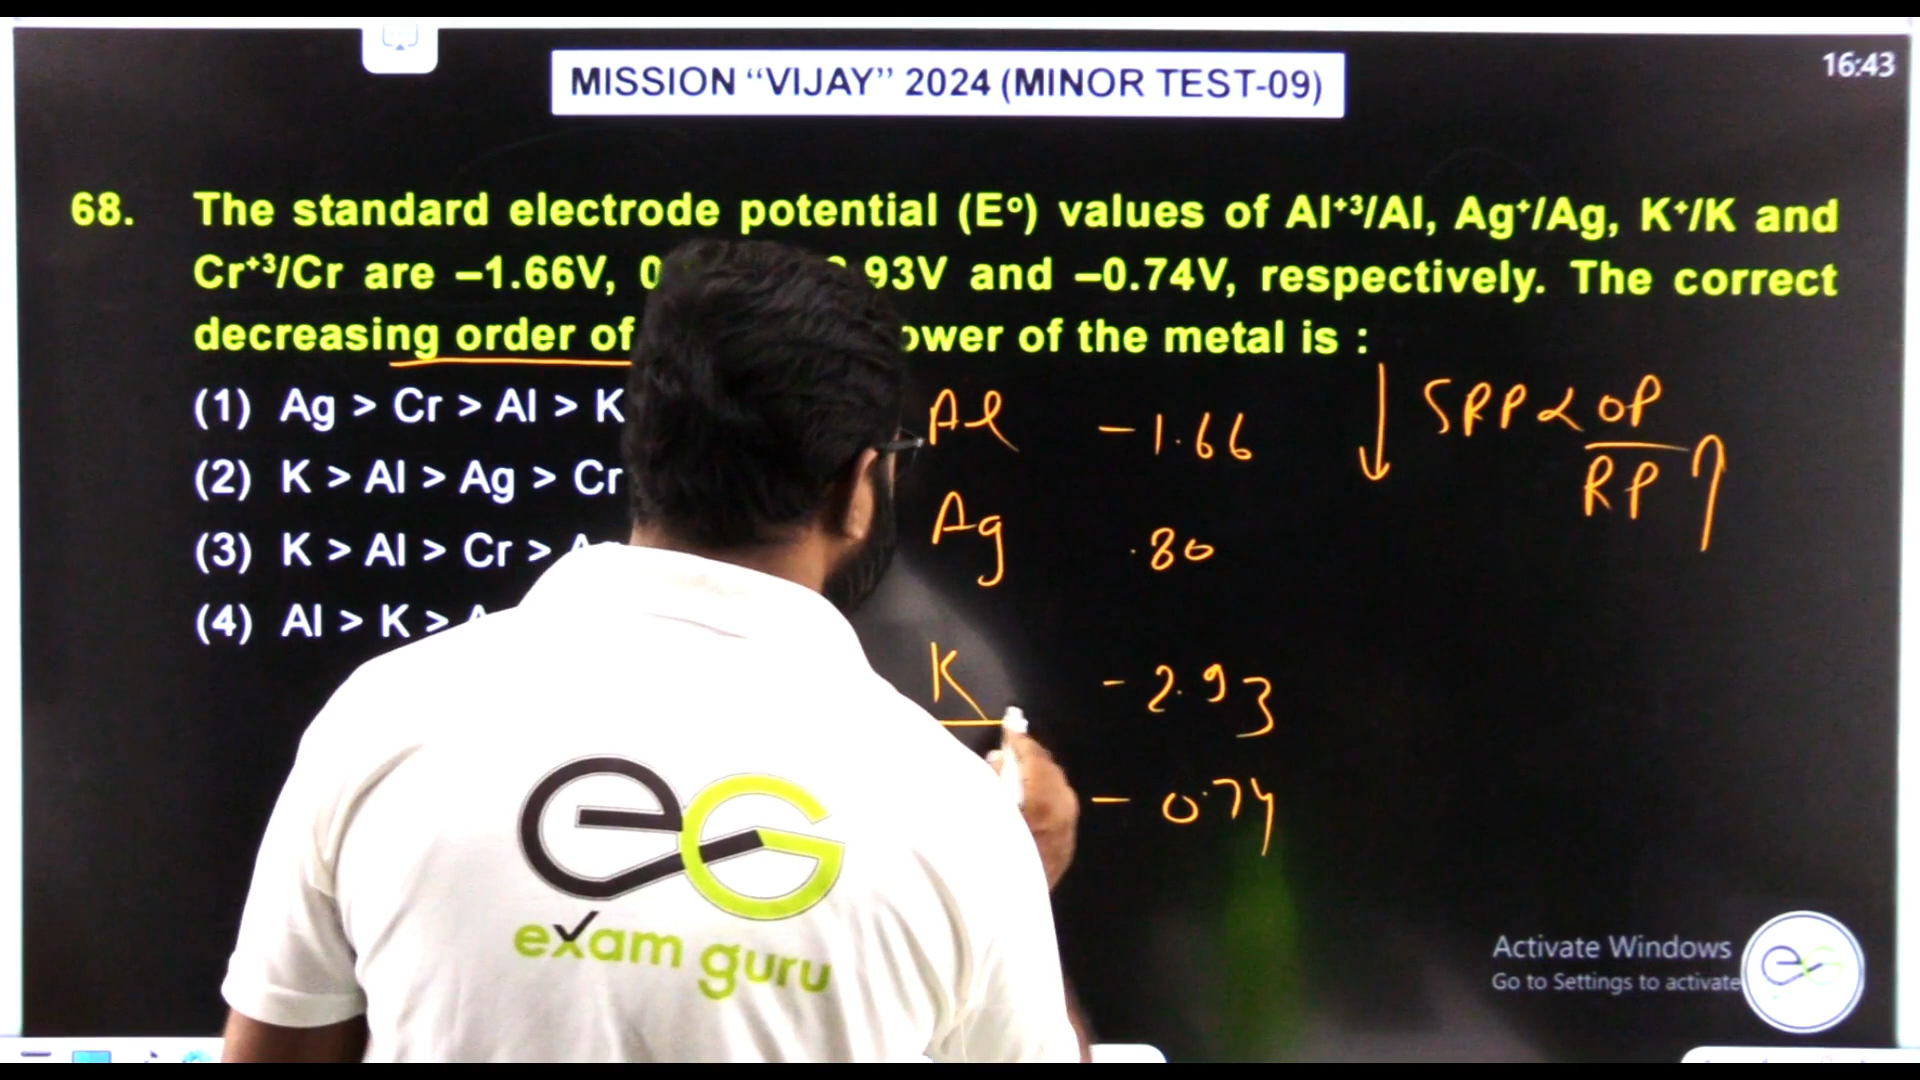 16:43
MISSION “VIJAY” 2024 (MINOR TEST-09)
68. The standard electrode potential (Eº) values of Al⁺³/Al, Ag⁺/Ag, K⁺/K and
Cr⁺³/Cr are –1.66V, 0 93V and –0.74V, respectively. The correct
decreasing order of ower of the metal is :
(1) Ag > Cr > Al > K
(2) K > Al > Ag > Cr
(3) K > Al > Cr >
(4) Al > K >
Al - 1.66
↓ SRP ∝ OP
RP ↑
Ag .80
K - 2.93
- 0.74
eG
exam guru
Activate Windows
Go to Settings to activate